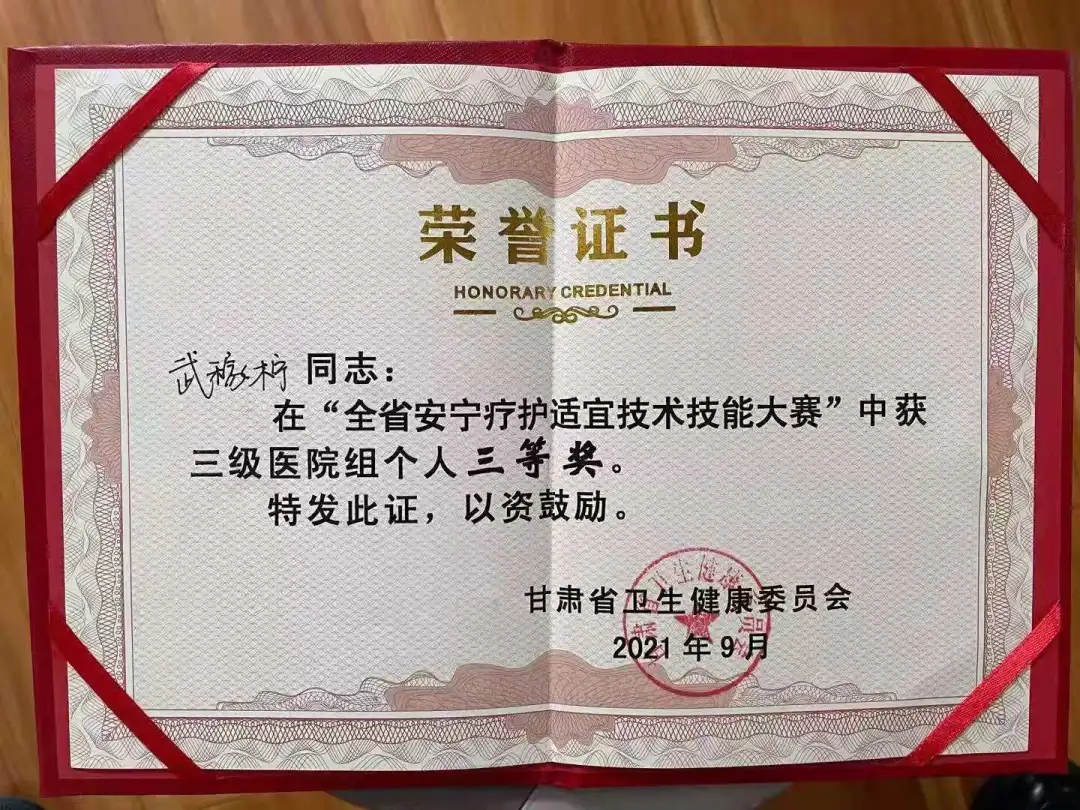 荣誉证书
HONORARY CREDENTIAL
同志：
在“全省安宁疗护适宜技术技能大赛”中获
三级医院组个人三等奖。
特发此证，以资鼓励。
甘肃省卫生健康委员会
2021年9月